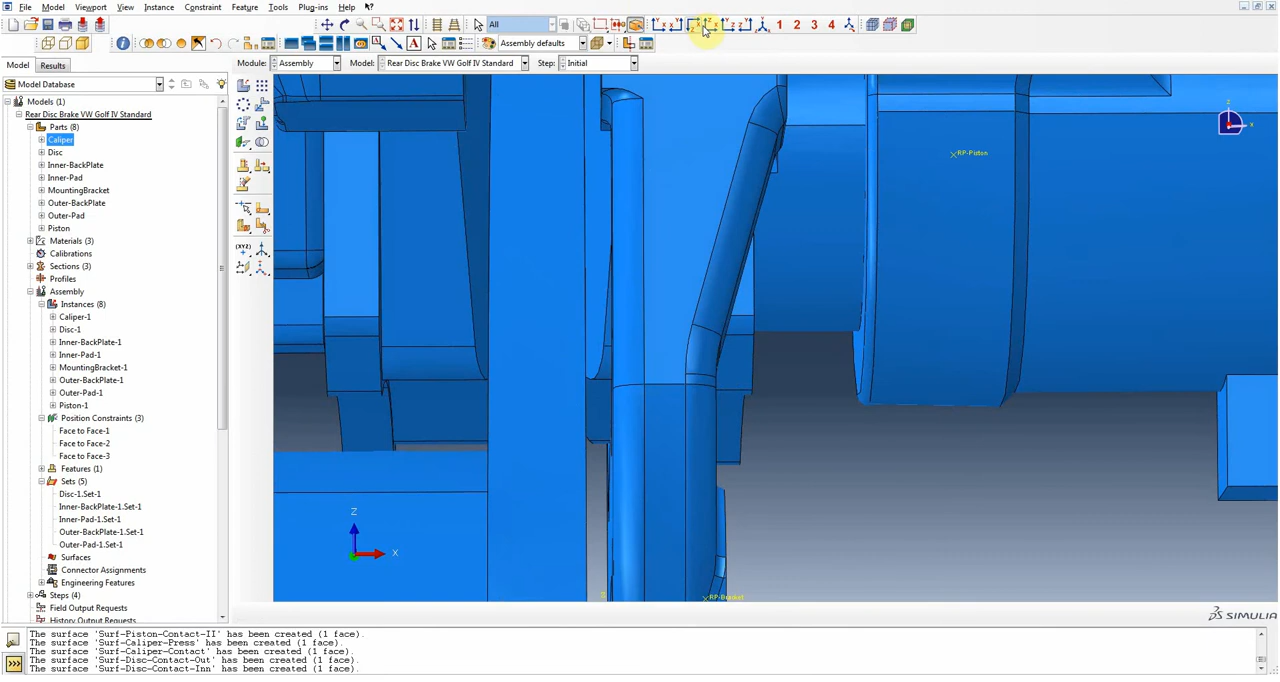 File Model Viewport View Instance Constraint Feature Tools Plug-ins Help
All 1 2 3 4
Assembly defaults
Model Results Module: Assembly Model: Rear Disc Brake VW Golf IV Standard Step: Initial
Model Database
Models (1)
Rear Disc Brake VW Golf IV Standard
Parts (8)
Caliper
Disc
Inner-BackPlate
Inner-Pad
MountingBracket
Outer-BackPlate
Outer-Pad
Piston
Materials (3)
Calibrations
Sections (3)
Profiles
Assembly
Instances (8)
Caliper-1
Disc-1
Inner-BackPlate-1
Inner-Pad-1
MountingBracket-1
Outer-BackPlate-1
Outer-Pad-1
Piston-1
Position Constraints (3)
Face to Face-1
Face to Face-2
Face to Face-3
Features (1)
Sets (5)
Disc-1.Set-1
Inner-BackPlate-1.Set-1
Inner-Pad-1.Set-1
Outer-BackPlate-1.Set-1
Outer-Pad-1.Set-1
Surfaces
Connector Assignments
Engineering Features
Steps (4)
Field Output Requests
History Output Requests
RP-Piston
Z
X
Z
X
RP-Bracket
SIMULIA
The surface 'Surf-Piston-Contact-II' has been created (1 face).
The surface 'Surf-Caliper-Press' has been created (1 face).
The surface 'Surf-Caliper-Contact' has been created (1 face).
The surface 'Surf-Disc-Contact-Out' has been created (1 face).
The surface 'Surf-Disc-Contact-Inn' has been created (1 face).